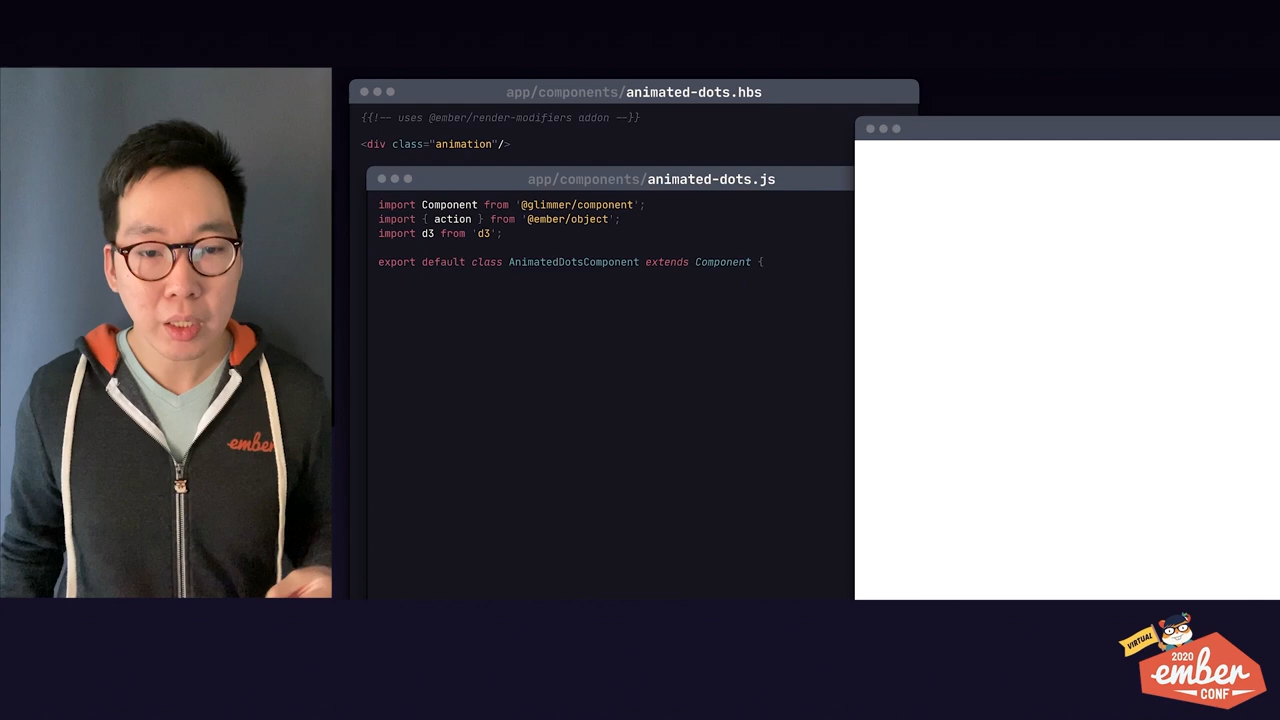 app/components/animated-dots.hbs
{{!-- uses @ember/render-modifiers addon --}}
<div class="animation"/>
app/components/animated-dots.js
import Component from '@glimmer/component';
import { action } from '@ember/object';
import d3 from 'd3';
export default class AnimatedDotsComponent extends Component {
ember
VIRTUAL
2020
ember
CONF